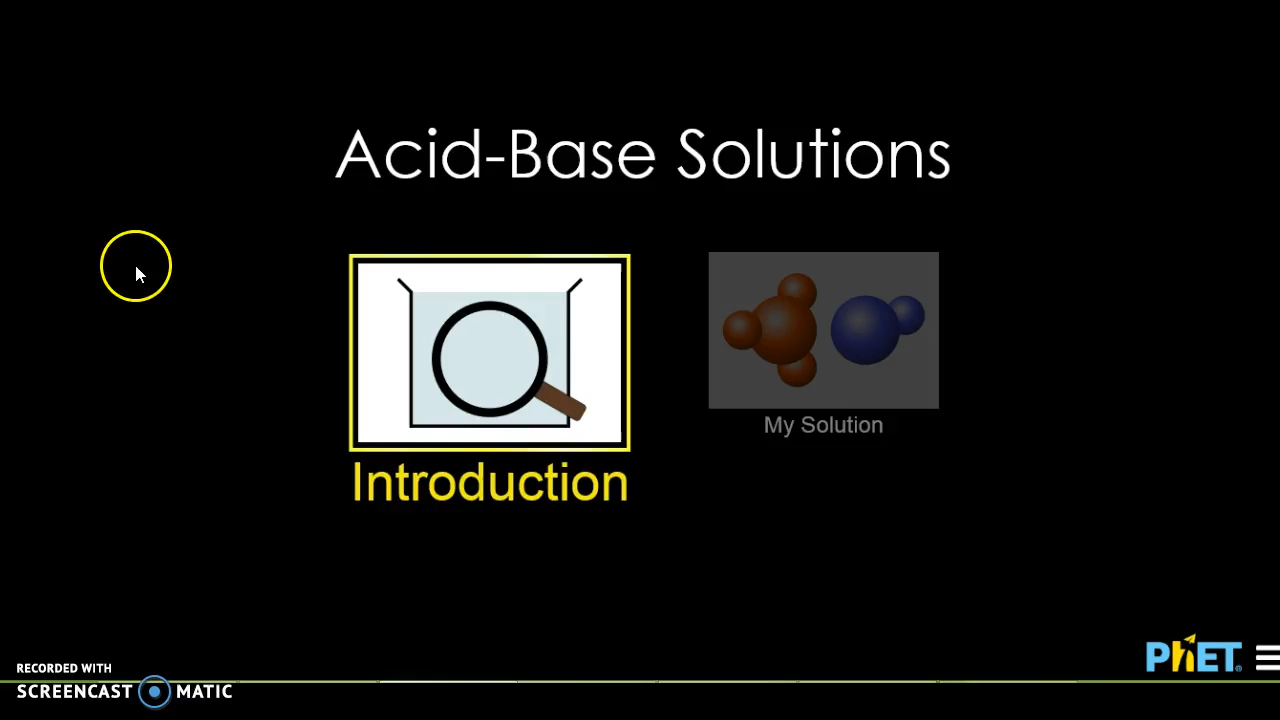 Acid-Base Solutions
Introduction
My Solution
PhET
RECORDED WITH
SCREENCAST MATIC